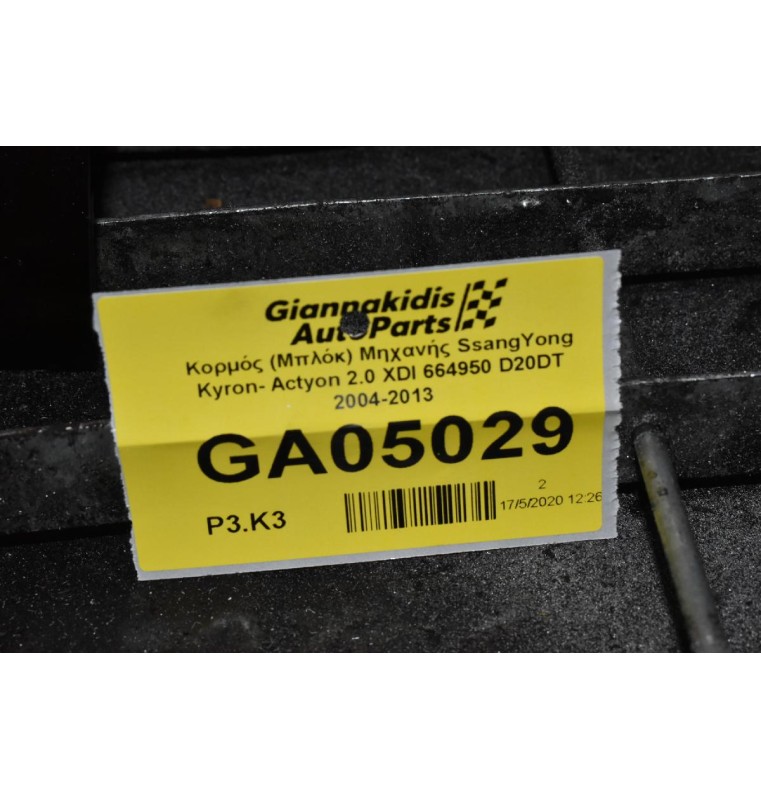 Giannakidis
AutoParts
Κορμός (Μπλόκ) Μηχανής SsangYong
Kyron- Actyon 2.0 XDI 664950 D20DT
2004-2013
GA05029
P3.K3
2
17/5/2020 12:26